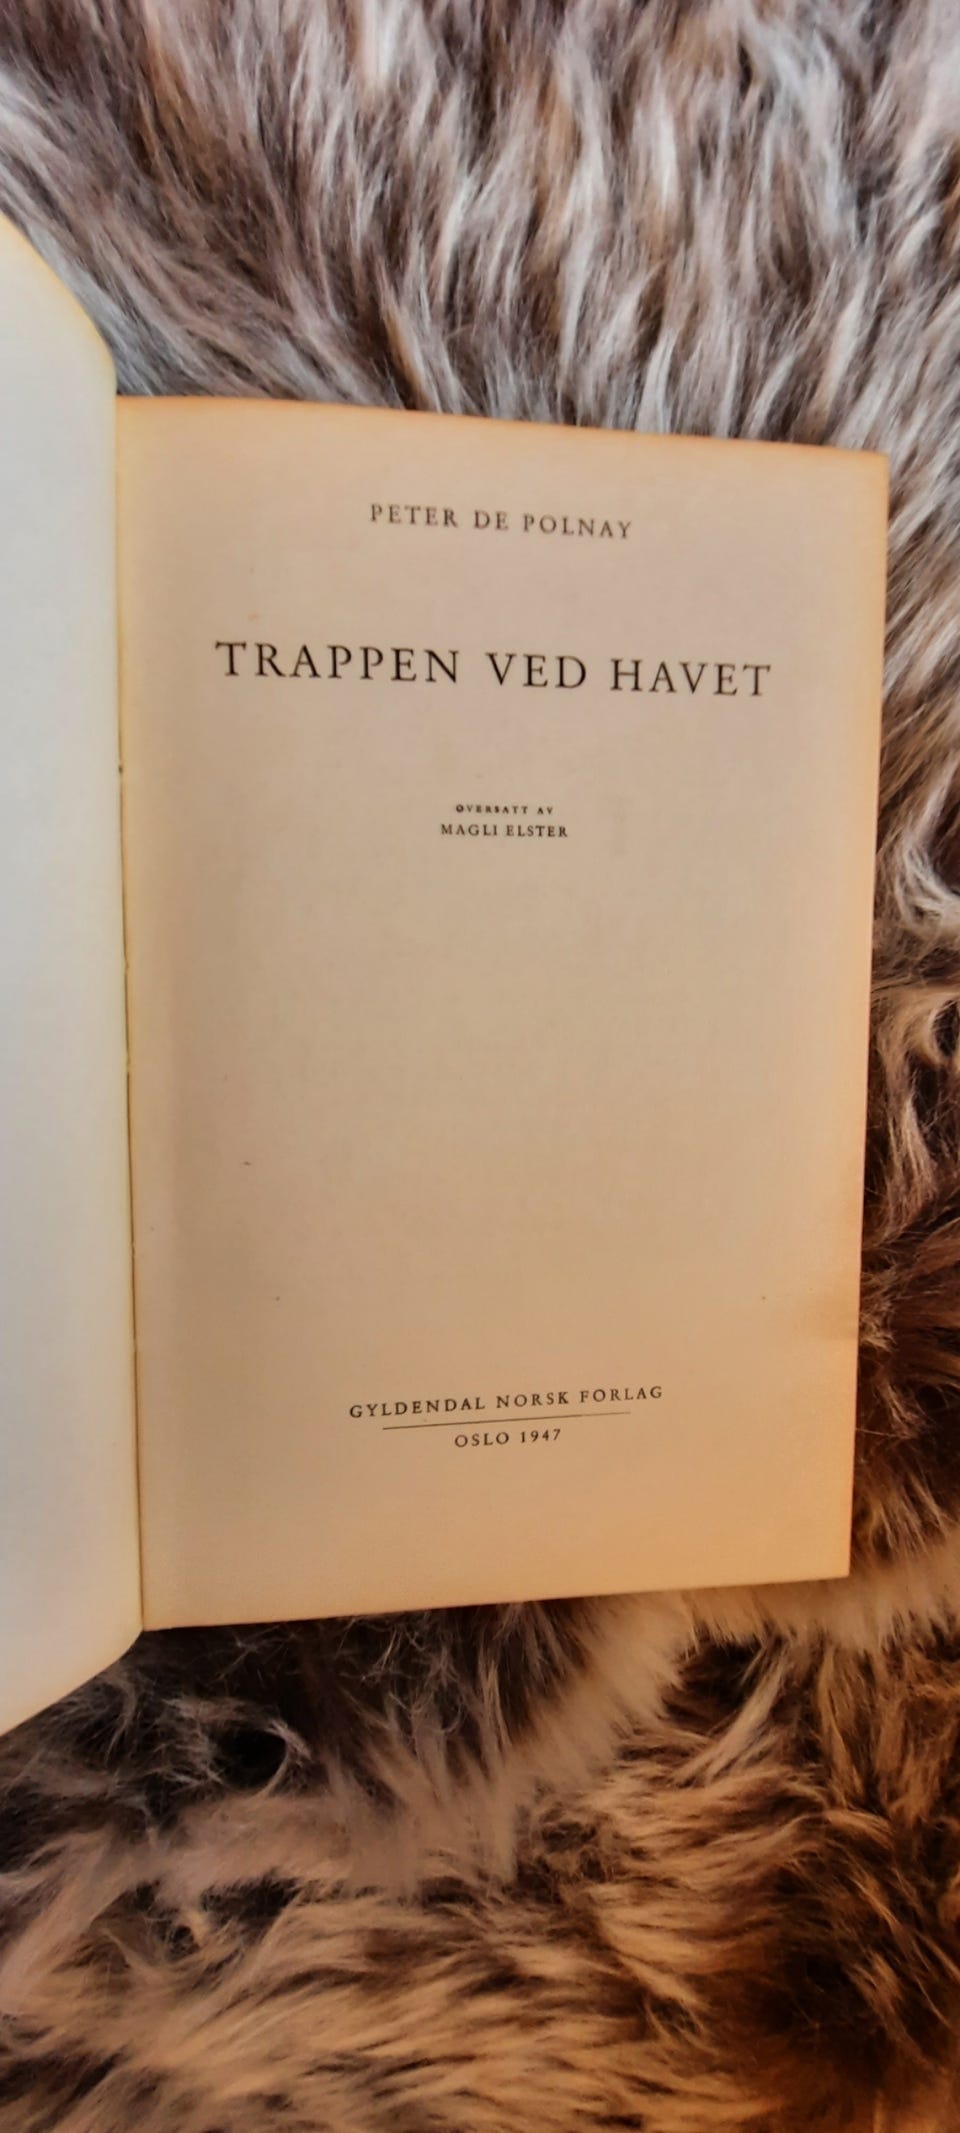 PETER DE POLNAY
TRAPPEN VED HAVET
OVERSATT AV
MAGLI ELSTER
GYLDENDAL NORSK FORLAG
OSLO 1947